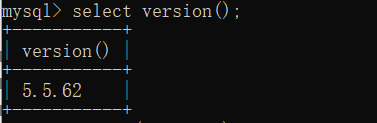 mysql> select version();
+-----------+
| version() |
+-----------+
| 5.5.62    |
+-----------+